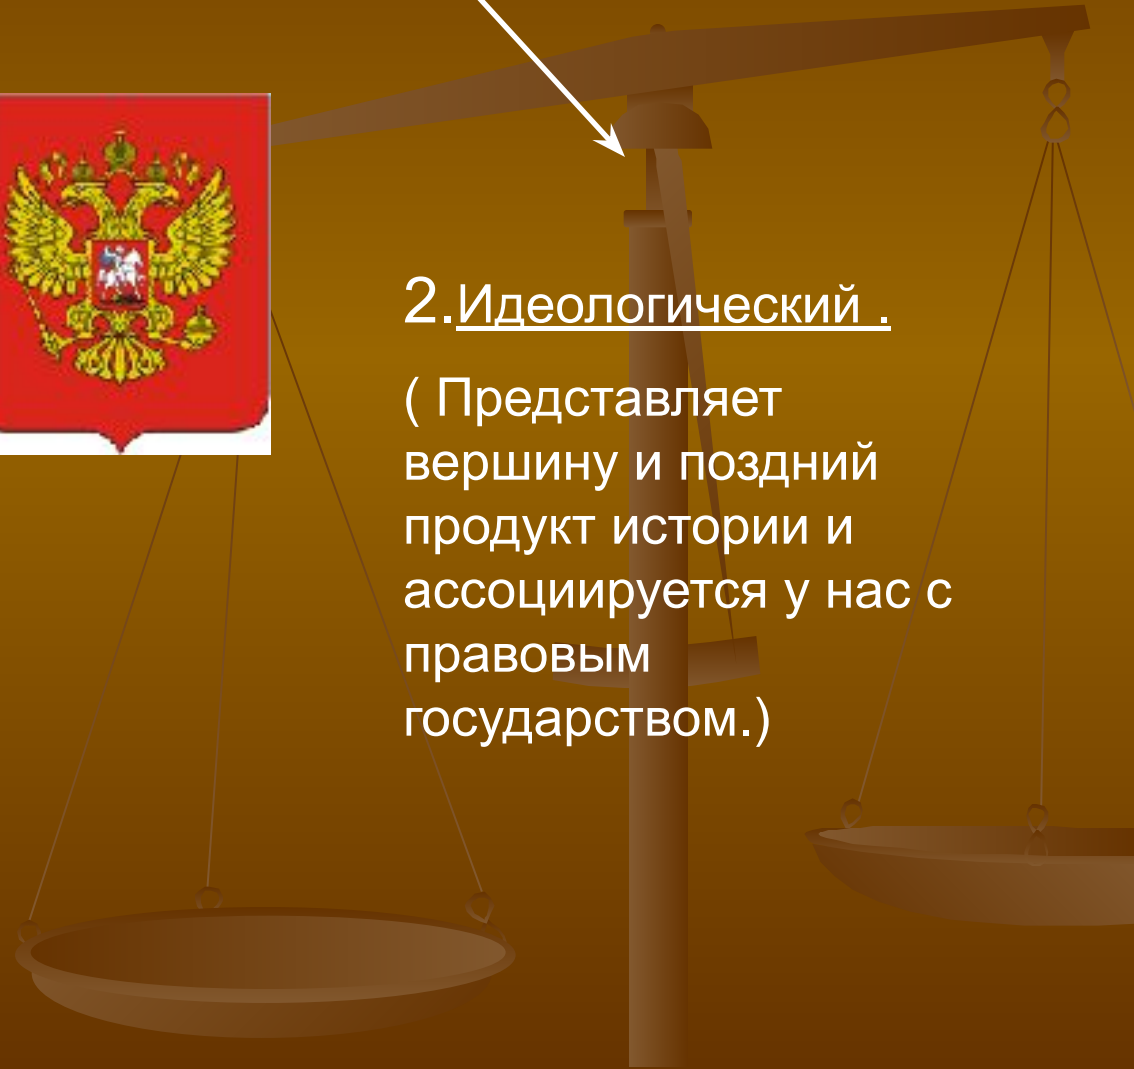 2.Идеологический .
( Представляет
вершину и поздний
продукт истории и
ассоциируется у нас с
правовым
государством.)